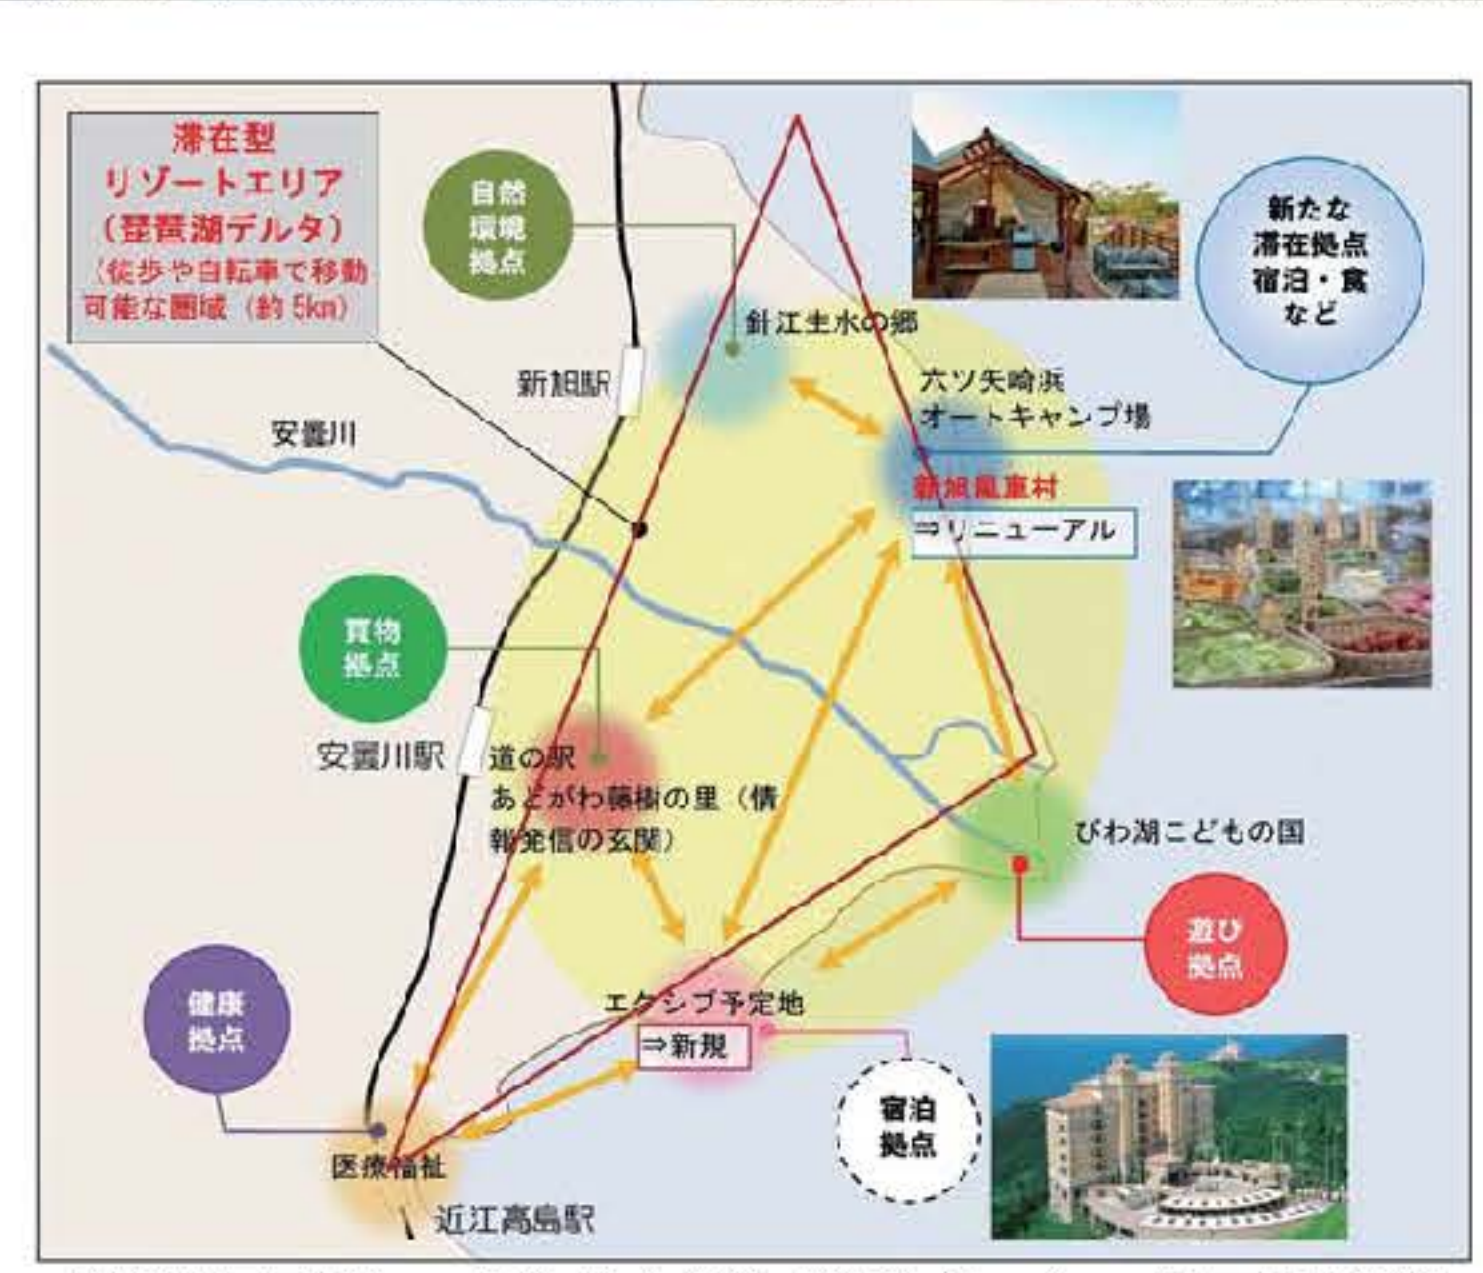 滞在型
リゾートエリア
（琵琶湖デルタ）
（徒歩や自転車で移動
可能な圏域（約5km）
自然
環境
拠点
新たな
滞在拠点
宿泊・食
など
針江生水の郷
新旭駅
六ツ矢崎浜
オートキャンプ場
安曇川
新旭風車村
⇒リニューアル
買物
拠点
安曇川駅
道の駅
あどがわ藤樹の里（情
報発信の玄関）
びわ湖こどもの国
遊び
拠点
健康
拠点
エクシブ予定地
⇒新規
宿泊
拠点
医療福祉
近江高島駅